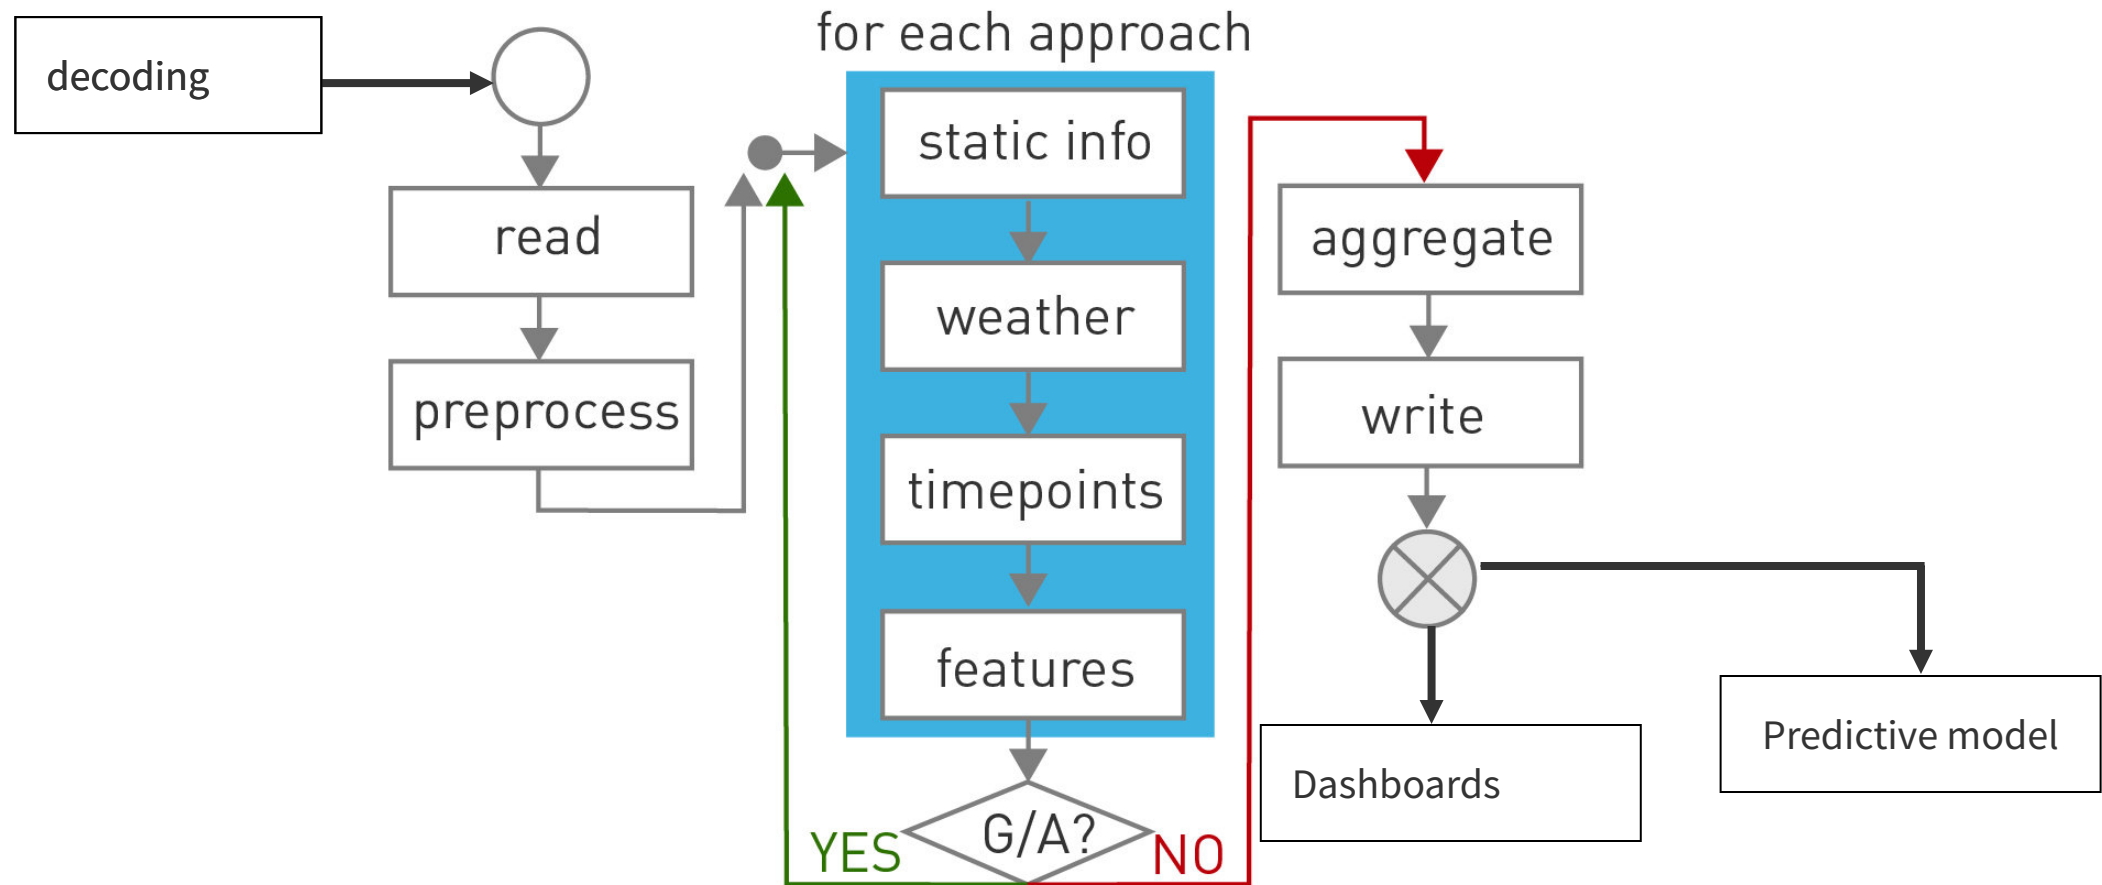 decoding
read
preprocess
for each approach
static info
weather
timepoints
features
G/A?
YES
NO
aggregate
write
Dashboards
Predictive model